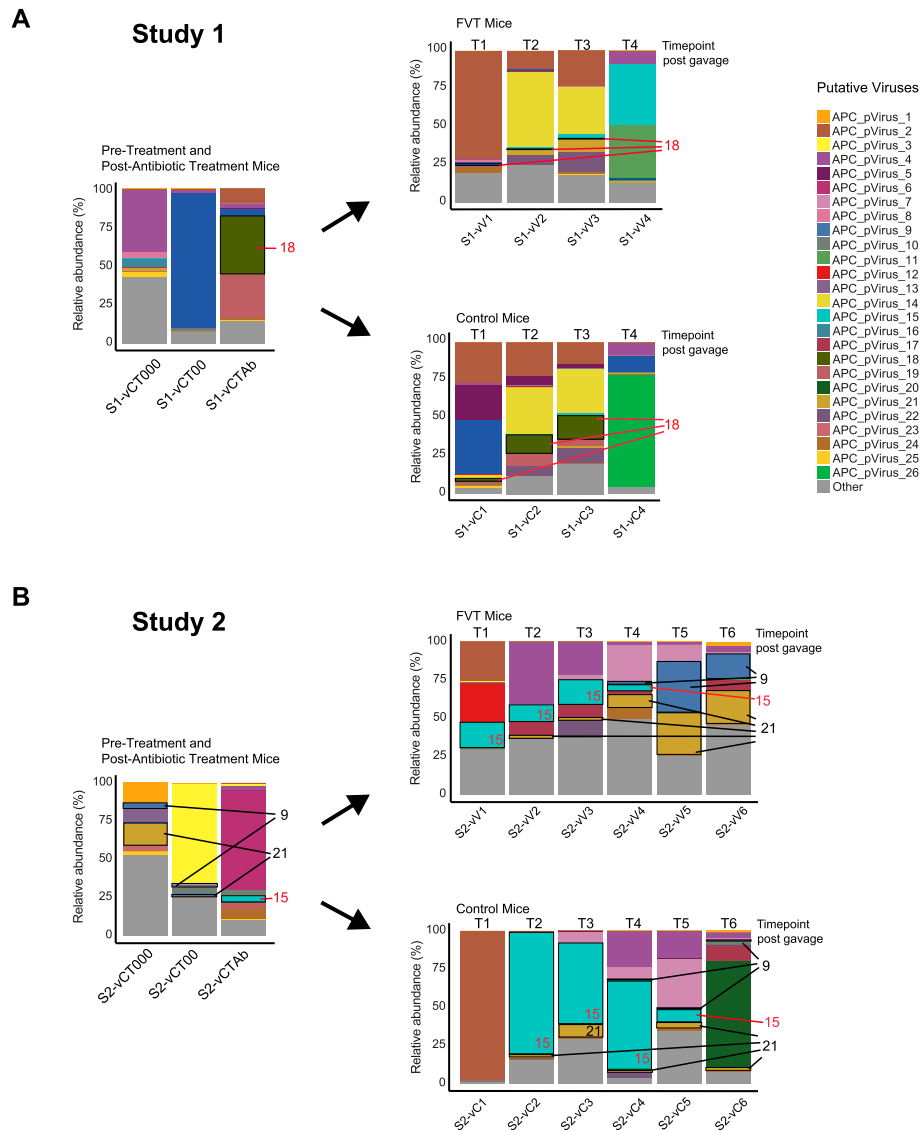 A
Study 1
FVT Mice
T1 T2 T3 T4
Timepoint
post gavage
Relative abundance (%)
100
75
50
25
0
18
S1-vV1 S1-vV2 S1-vV3 S1-vV4
Pre-Treatment and
Post-Antibiotic Treatment Mice
Relative abundance (%)
100
75
50
25
0
18
S1-vCT000 S1-vCT00 S1-vCTAb
Control Mice
T1 T2 T3 T4
Timepoint
post gavage
Relative abundance (%)
100
75
50
25
0
18
S1-vC1 S1-vC2 S1-vC3 S1-vC4
Putative Viruses
APC_pVirus_1
APC_pVirus_2
APC_pVirus_3
APC_pVirus_4
APC_pVirus_5
APC_pVirus_6
APC_pVirus_7
APC_pVirus_8
APC_pVirus_9
APC_pVirus_10
APC_pVirus_11
APC_pVirus_12
APC_pVirus_13
APC_pVirus_14
APC_pVirus_15
APC_pVirus_16
APC_pVirus_17
APC_pVirus_18
APC_pVirus_19
APC_pVirus_20
APC_pVirus_21
APC_pVirus_22
APC_pVirus_23
APC_pVirus_24
APC_pVirus_25
APC_pVirus_26
Other
B
Study 2
FVT Mice
T1 T2 T3 T4 T5 T6
Timepoint
post gavage
Relative abundance (%)
100
75
50
25
0
9
15
15
15
15
21
S2-vV1 S2-vV2 S2-vV3 S2-vV4 S2-vV5 S2-vV6
Pre-Treatment and
Post-Antibiotic Treatment Mice
Relative abundance (%)
100
75
50
25
0
9
21
15
S2-vCT000 S2-vCT00 S2-vCTAb
Control Mice
T1 T2 T3 T4 T5 T6
Timepoint
post gavage
Relative abundance (%)
100
75
50
25
0
9
15
15
21
15
21
15
S2-vC1 S2-vC2 S2-vC3 S2-vC4 S2-vC5 S2-vC6